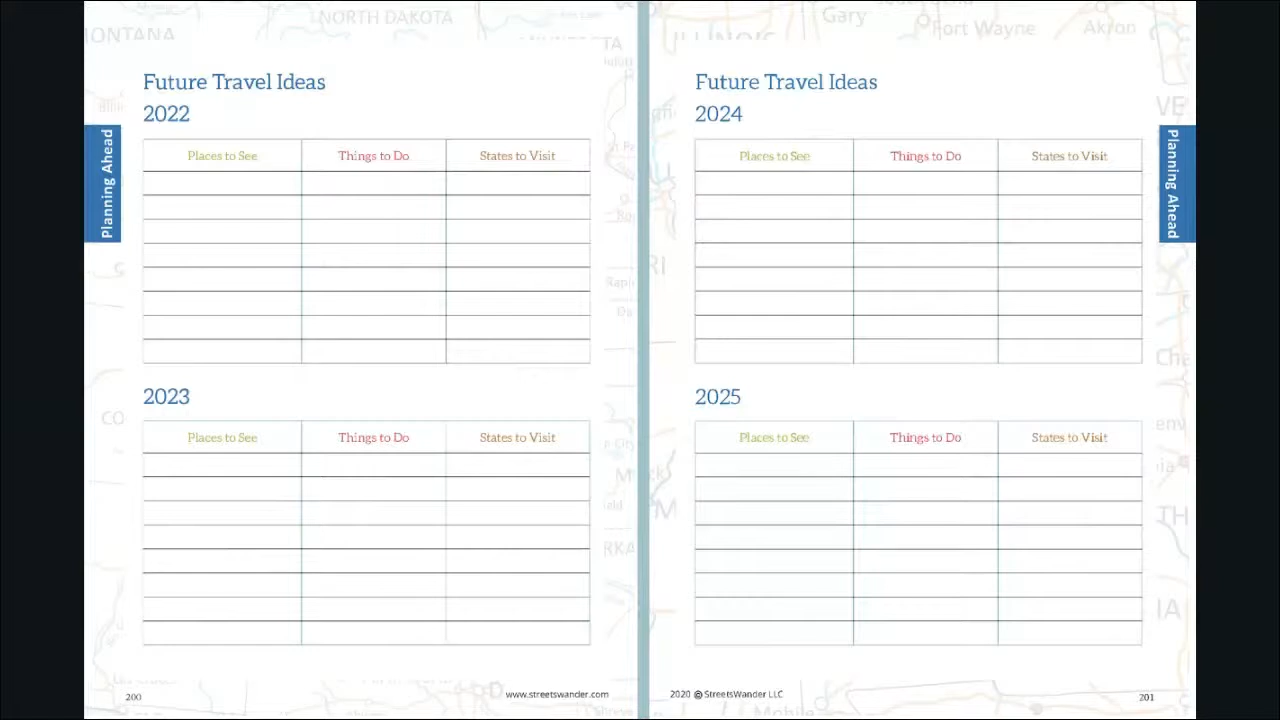 NORTH DAKOTA
Future Travel Ideas
2022
Planning Ahead
Places to See
Things to Do
States to Visit
2023
Places to See
Things to Do
States to Visit
200
www.streetswander.com
Gary
Fort Wayne
Akron
Future Travel Ideas
2024
Planning Ahead
Places to See
Things to Do
States to Visit
2025
Places to See
Things to Do
States to Visit
2020 © StreetsWander LLC
201